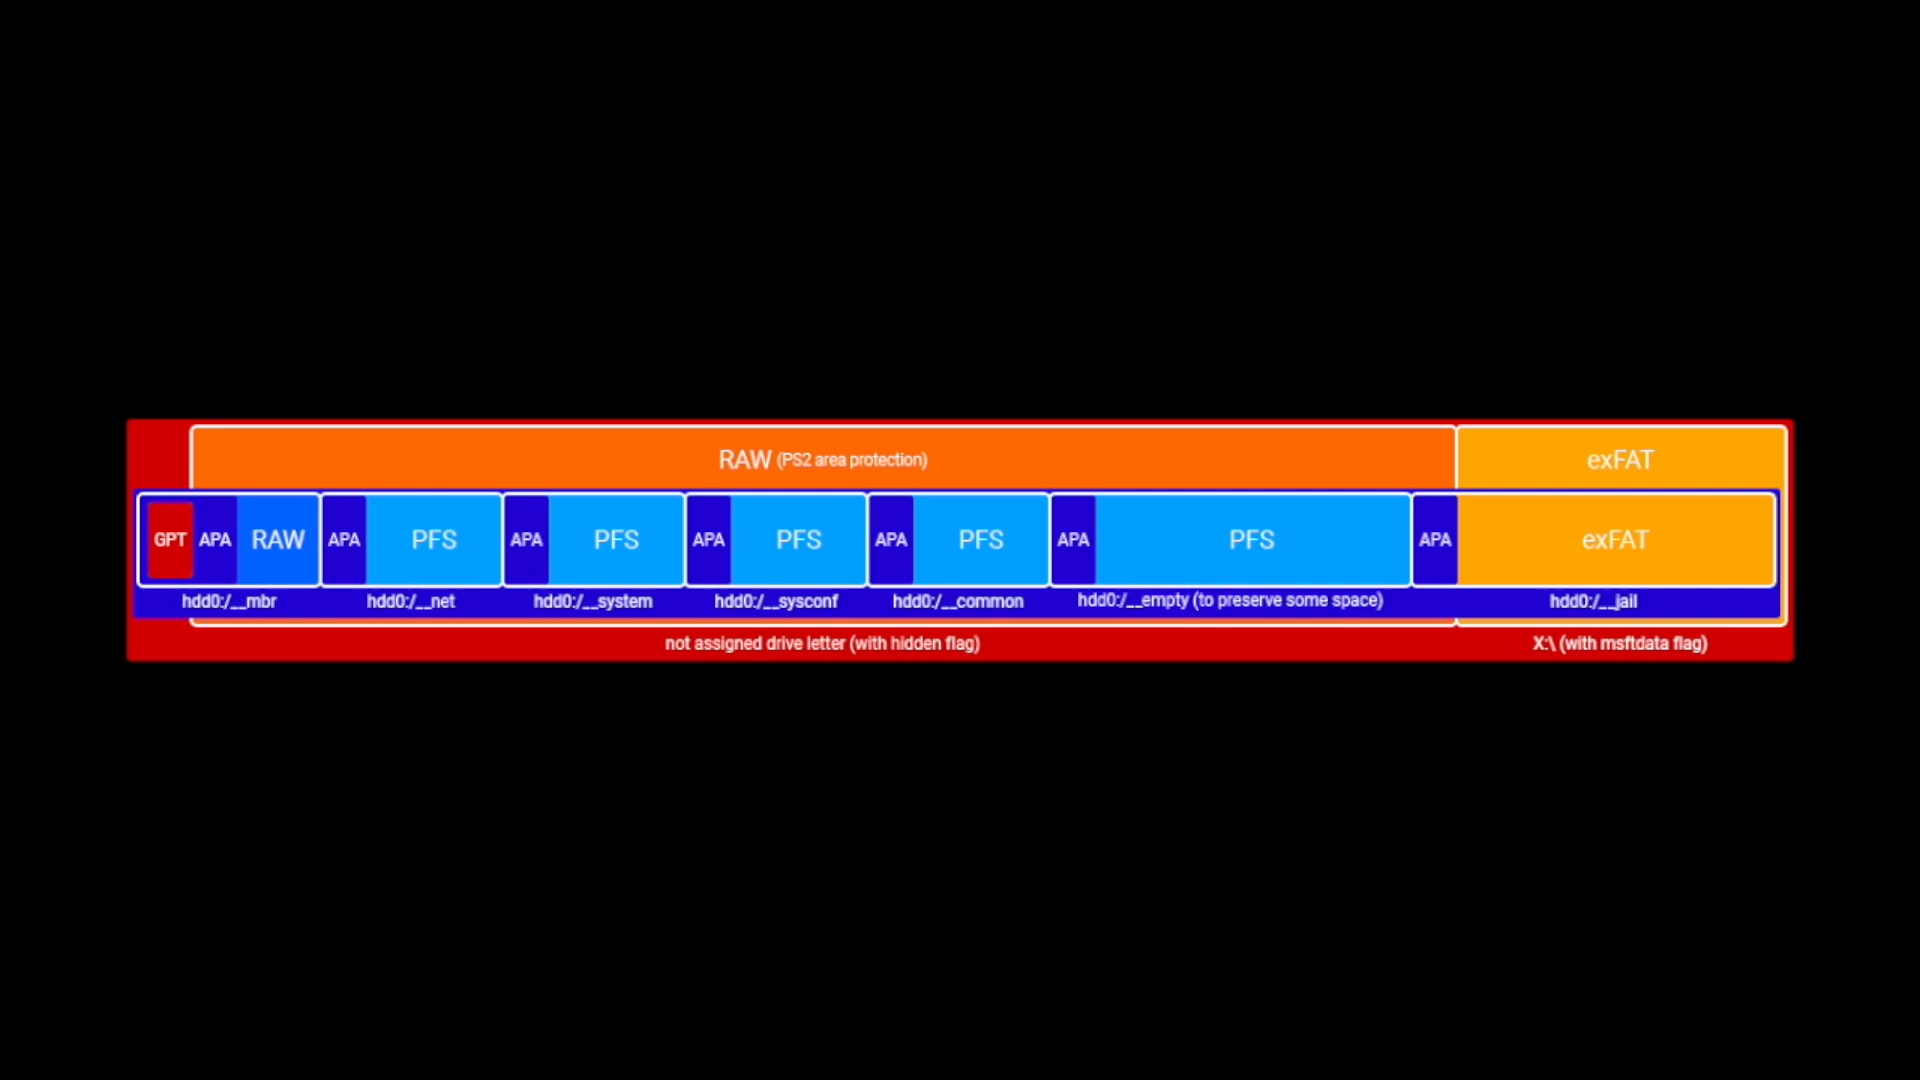 RAW (PS2 area protection) exFAT
GPT APA RAW APA PFS APA PFS APA PFS APA PFS APA PFS APA exFAT
hdd0:/__mbr hdd0:/__net hdd0:/__system hdd0:/__sysconf hdd0:/__common hdd0:/__empty (to preserve some space) hdd0:/__jail
not assigned drive letter (with hidden flag) X:\ (with msftdata flag)